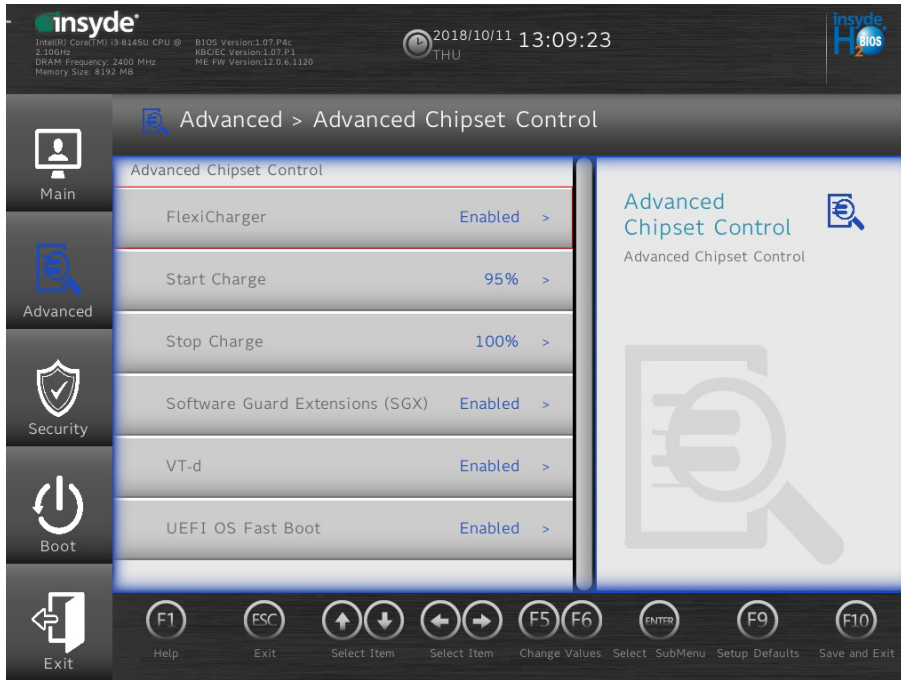 insyde®
Intel(R) Core(TM) i3-8145U CPU @
2.10GHz
DRAM Frequency: 2400 MHz
Memory Size: 8192 MB
BIOS Version:1.07.P4c
KBC/EC Version:1.07.P1
ME FW Version:12.0.6.1120
2018/10/11 13:09:23
THU
insyde
H2O BIOS
Advanced > Advanced Chipset Control
Main
Advanced
Security
Boot
Exit
Advanced Chipset Control
FlexiCharger Enabled >
Start Charge 95% >
Stop Charge 100% >
Software Guard Extensions (SGX) Enabled >
VT-d Enabled >
UEFI OS Fast Boot Enabled >
Advanced
Chipset Control
Advanced Chipset Control
F1 Help
ESC Exit
Select Item
Select Item
F5 F6 Change Values
ENTER Select SubMenu
F9 Setup Defaults
F10 Save and Exit